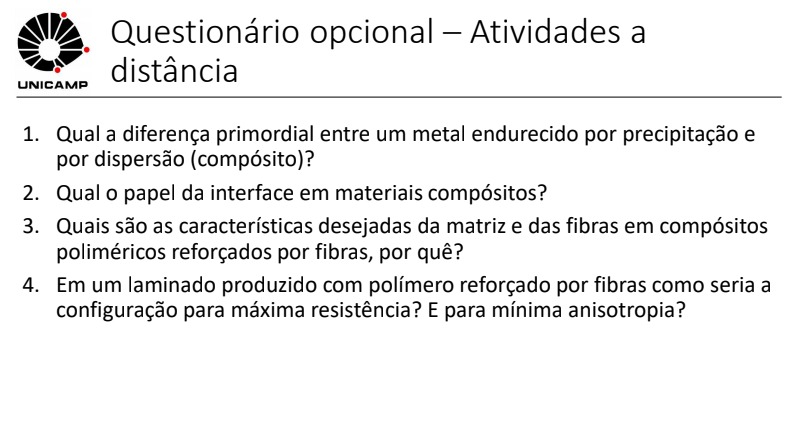 UNICAMP
Questionário opcional – Atividades a
distância
1. Qual a diferença primordial entre um metal endurecido por precipitação e
por dispersão (compósito)?
2. Qual o papel da interface em materiais compósitos?
3. Quais são as características desejadas da matriz e das fibras em compósitos
poliméricos reforçados por fibras, por quê?
4. Em um laminado produzido com polímero reforçado por fibras como seria a
configuração para máxima resistência? E para mínima anisotropia?